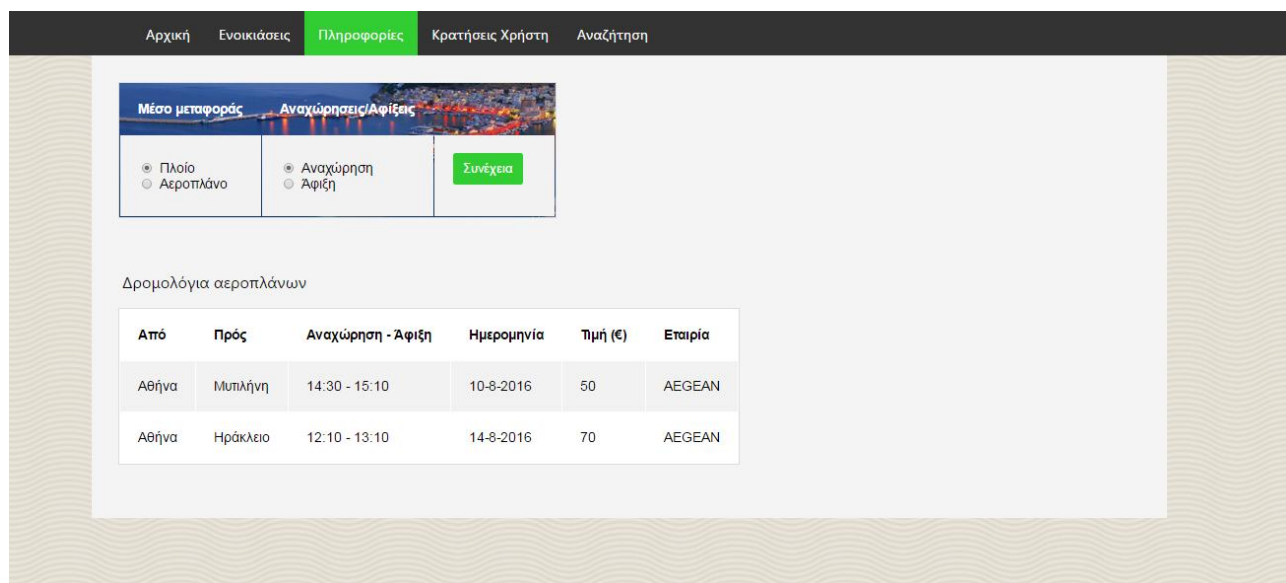 Αρχική Ενοικιάσεις Πληροφορίες Κρατήσεις Χρήστη Αναζήτηση
Μέσο μεταφοράς Αναχώρησεις/Αφίξεις
Πλοίο Αναχώρηση Συνέχεια
Αεροπλάνο Άφιξη
Δρομολόγια αεροπλάνων
Από Πρός Αναχώρηση - Άφιξη Ημερομηνία Τιμή (€) Εταιρία
Αθήνα Μυτιλήνη 14:30 - 15:10 10-8-2016 50 AEGEAN
Αθήνα Ηράκλειο 12:10 - 13:10 14-8-2016 70 AEGEAN